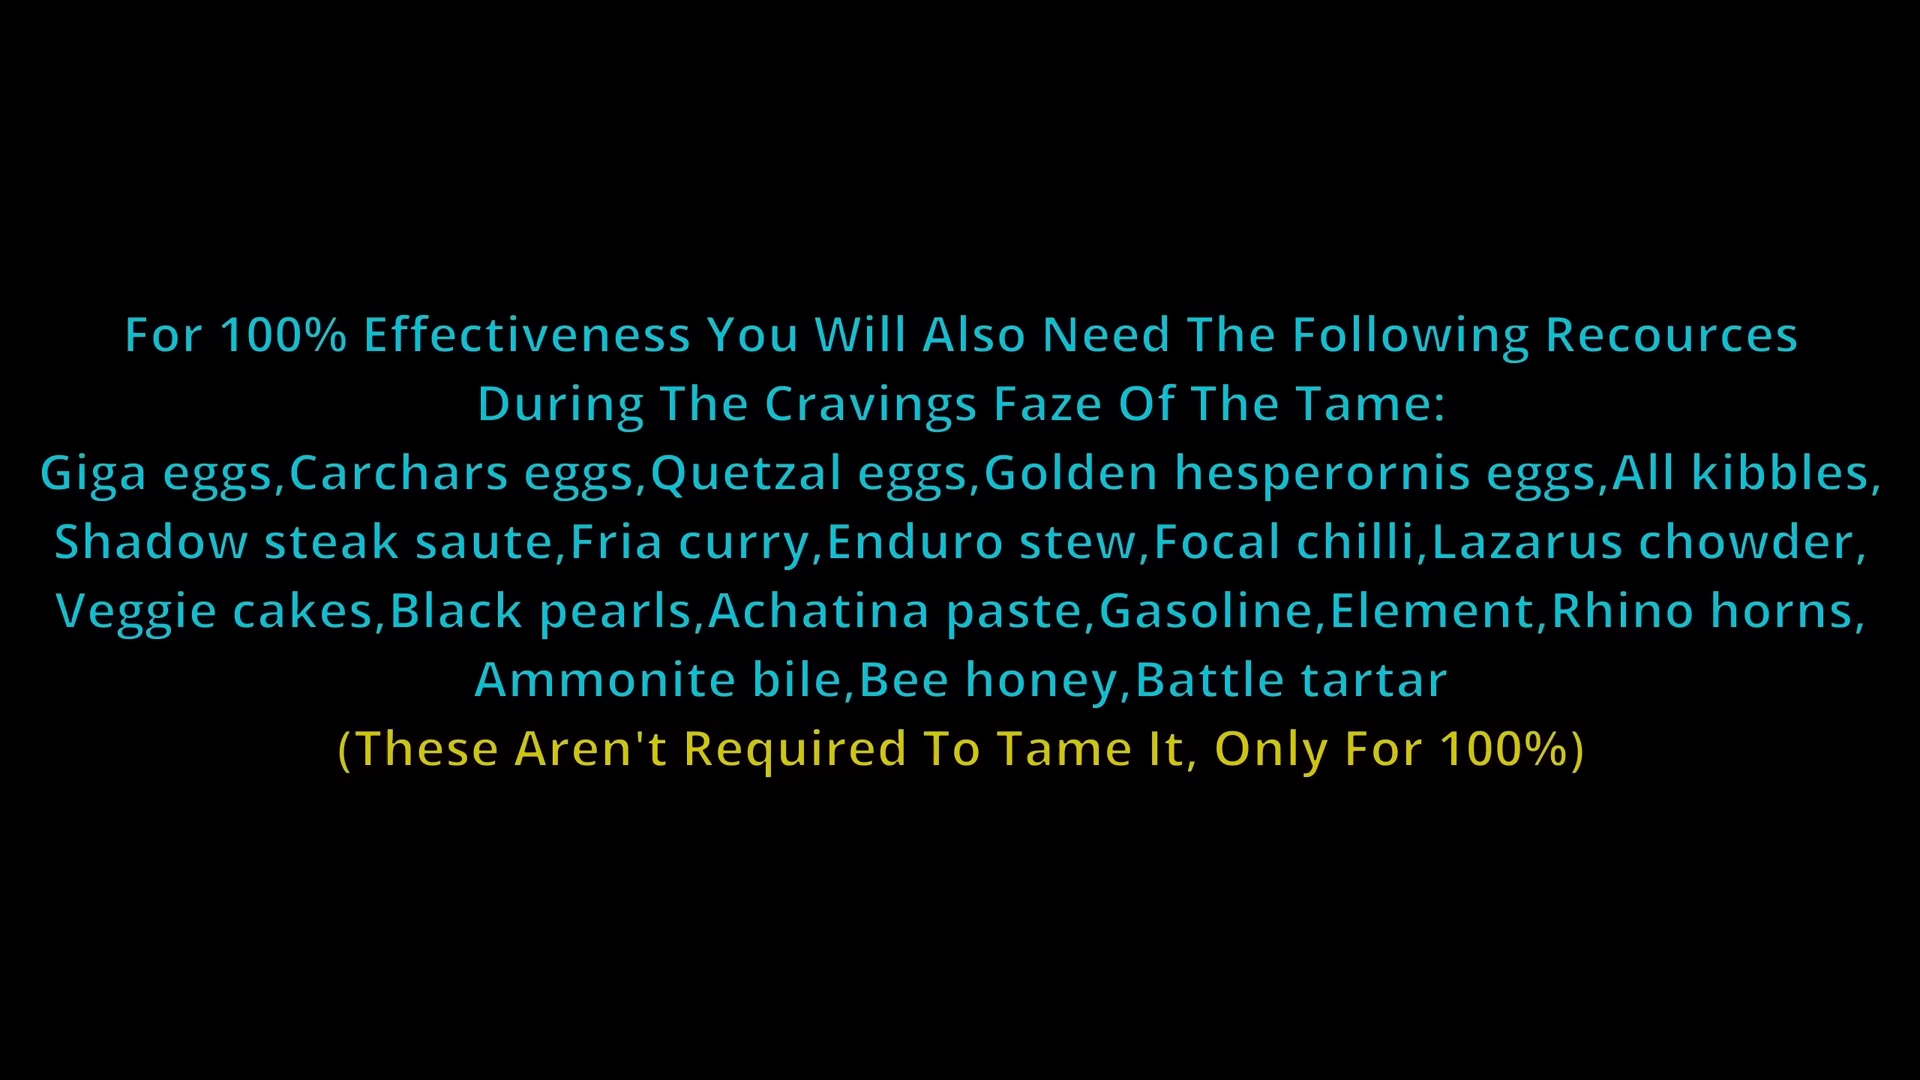 For 100% Effectiveness You Will Also Need The Following Recources
During The Cravings Faze Of The Tame:
Giga eggs,Carchars eggs,Quetzal eggs,Golden hesperornis eggs,All kibbles,
Shadow steak saute,Fria curry,Enduro stew,Focal chilli,Lazarus chowder,
Veggie cakes,Black pearls,Achatina paste,Gasoline,Element,Rhino horns,
Ammonite bile,Bee honey,Battle tartar
(These Aren't Required To Tame It, Only For 100%)